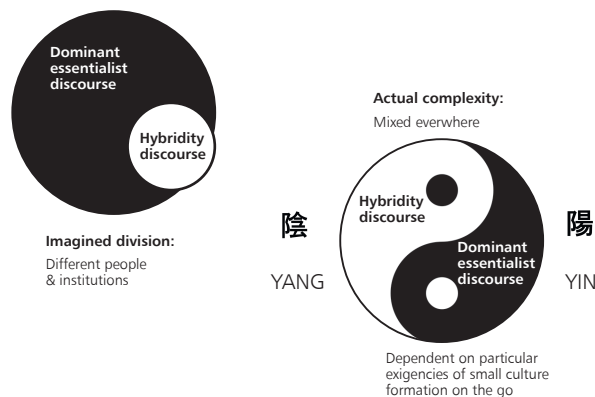 Dominant
essentialist
discourse
Hybridity
discourse
Imagined division:
Different people
& institutions
Actual complexity:
Mixed everwhere
陰
YANG
Hybridity
discourse
Dominant
essentialist
discourse
陽
YIN
Dependent on particular
exigencies of small culture
formation on the go